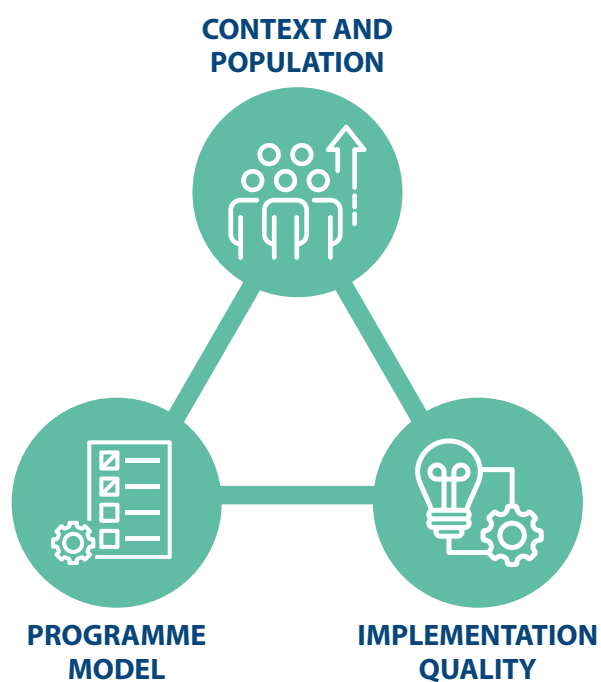 CONTEXT AND
POPULATION
PROGRAMME
MODEL
IMPLEMENTATION
QUALITY